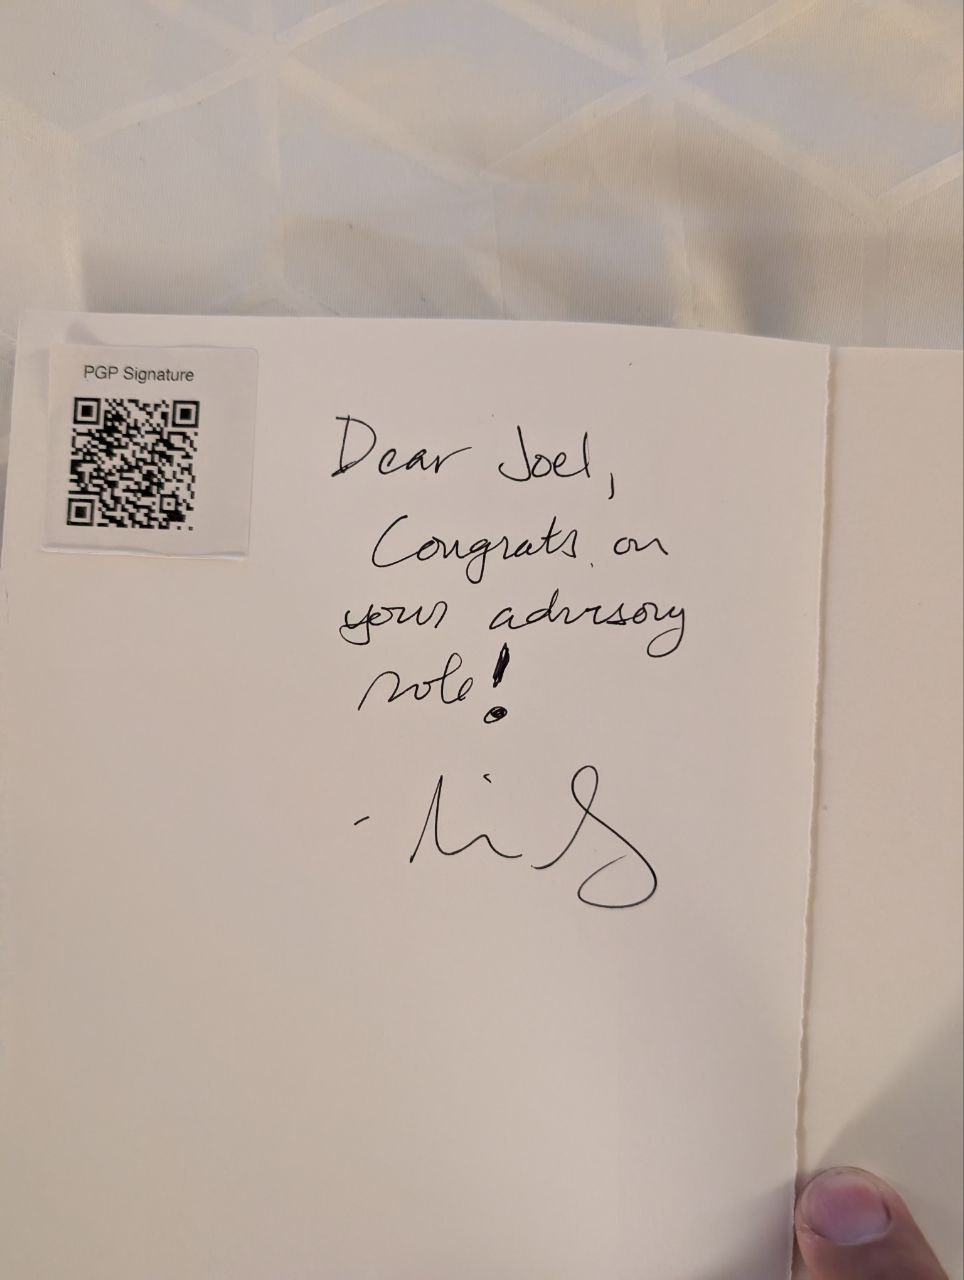 PGP Signature
Dear Joel,
Congrats on
your advisory
role!